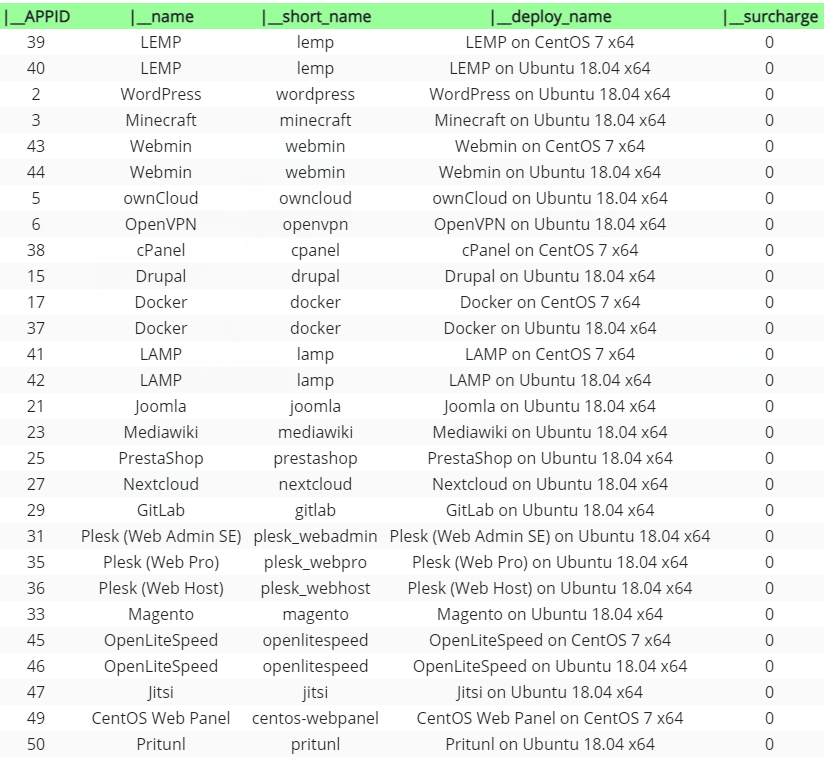 |__APPID |__name |__short_name |__deploy_name |__surcharge
39 LEMP lemp LEMP on CentOS 7 x64 0
40 LEMP lemp LEMP on Ubuntu 18.04 x64 0
2 WordPress wordpress WordPress on Ubuntu 18.04 x64 0
3 Minecraft minecraft Minecraft on Ubuntu 18.04 x64 0
43 Webmin webmin Webmin on CentOS 7 x64 0
44 Webmin webmin Webmin on Ubuntu 18.04 x64 0
5 ownCloud owncloud ownCloud on Ubuntu 18.04 x64 0
6 OpenVPN openvpn OpenVPN on Ubuntu 18.04 x64 0
38 cPanel cpanel cPanel on CentOS 7 x64 0
15 Drupal drupal Drupal on Ubuntu 18.04 x64 0
17 Docker docker Docker on CentOS 7 x64 0
37 Docker docker Docker on Ubuntu 18.04 x64 0
41 LAMP lamp LAMP on CentOS 7 x64 0
42 LAMP lamp LAMP on Ubuntu 18.04 x64 0
21 Joomla joomla Joomla on Ubuntu 18.04 x64 0
23 Mediawiki mediawiki Mediawiki on Ubuntu 18.04 x64 0
25 PrestaShop prestashop PrestaShop on Ubuntu 18.04 x64 0
27 Nextcloud nextcloud Nextcloud on Ubuntu 18.04 x64 0
29 GitLab gitlab GitLab on Ubuntu 18.04 x64 0
31 Plesk (Web Admin SE) plesk_webadmin Plesk (Web Admin SE) on Ubuntu 18.04 x64 0
35 Plesk (Web Pro) plesk_webpro Plesk (Web Pro) on Ubuntu 18.04 x64 0
36 Plesk (Web Host) plesk_webhost Plesk (Web Host) on Ubuntu 18.04 x64 0
33 Magento magento Magento on Ubuntu 18.04 x64 0
45 OpenLiteSpeed openlitespeed OpenLiteSpeed on CentOS 7 x64 0
46 OpenLiteSpeed openlitespeed OpenLiteSpeed on Ubuntu 18.04 x64 0
47 Jitsi jitsi Jitsi on Ubuntu 18.04 x64 0
49 CentOS Web Panel centos-webpanel CentOS Web Panel on CentOS 7 x64 0
50 Pritunl pritunl Pritunl on Ubuntu 18.04 x64 0